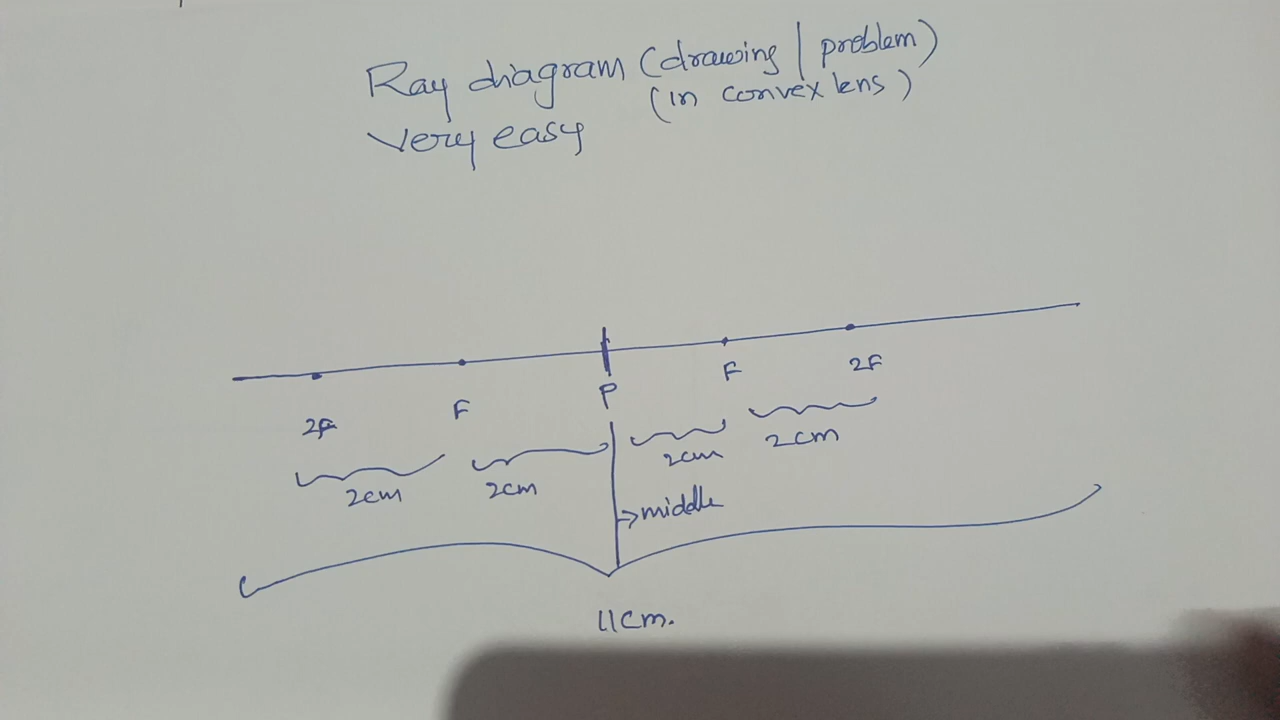 Ray diagram (drawing | problem)
(in convex lens)
Very easy
2F F P F 2F
2cm 2cm 2cm 2cm
→middle
11cm.